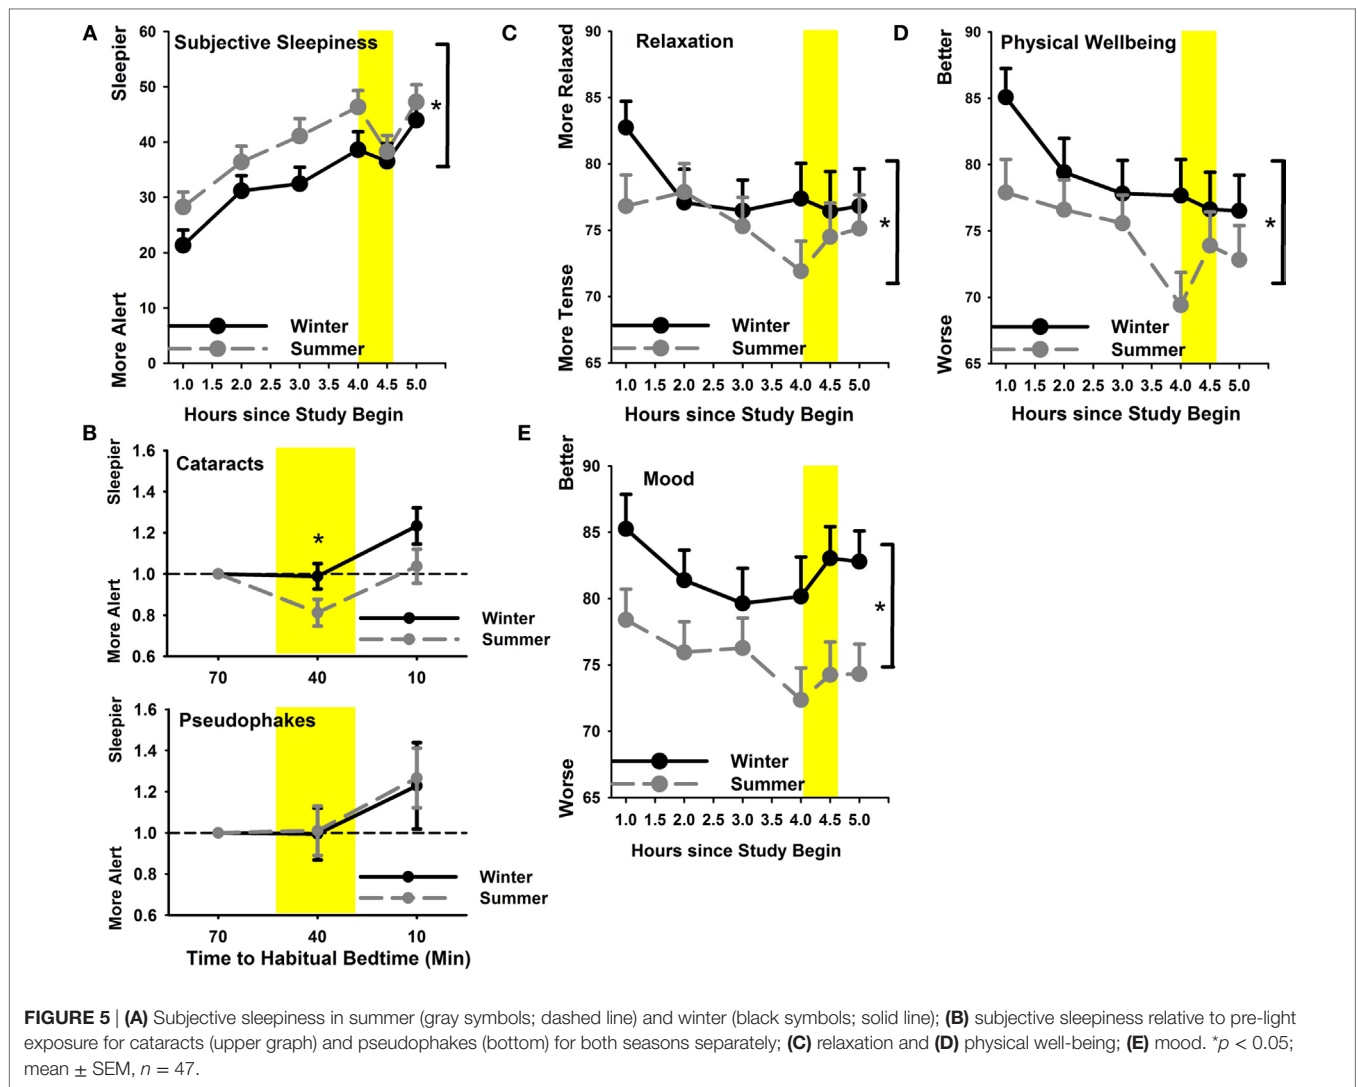 A
Subjective Sleepiness
Sleepier
More Alert
60
50
40
30
20
10
0
*
Winter
Summer
1.0 1.5 2.0 2.5 3.0 3.5 4.0 4.5 5.0
Hours since Study Begin
C
Relaxation
More Relaxed
More Tense
90
85
80
75
70
65
*
Winter
Summer
1.0 1.5 2.0 2.5 3.0 3.5 4.0 4.5 5.0
Hours since Study Begin
D
Physical Wellbeing
Better
Worse
90
85
80
75
70
65
*
Winter
Summer
1.0 1.5 2.0 2.5 3.0 3.5 4.0 4.5 5.0
Hours since Study Begin
B
Cataracts
Sleepier
More Alert
1.6
1.4
1.2
1.0
0.8
0.6
*
Winter
Summer
70 40 10
Pseudophakes
Sleepier
More Alert
1.6
1.4
1.2
1.0
0.8
0.6
Winter
Summer
70 40 10
Time to Habitual Bedtime (Min)
E
Mood
Better
Worse
90
85
80
75
70
65
*
Winter
Summer
1.0 1.5 2.0 2.5 3.0 3.5 4.0 4.5 5.0
Hours since Study Begin
FIGURE 5 | (A) Subjective sleepiness in summer (gray symbols; dashed line) and winter (black symbols; solid line); (B) subjective sleepiness relative to pre-light
exposure for cataracts (upper graph) and pseudophakes (bottom) for both seasons separately; (C) relaxation and (D) physical well-being; (E) mood. *p < 0.05;
mean ± SEM, n = 47.